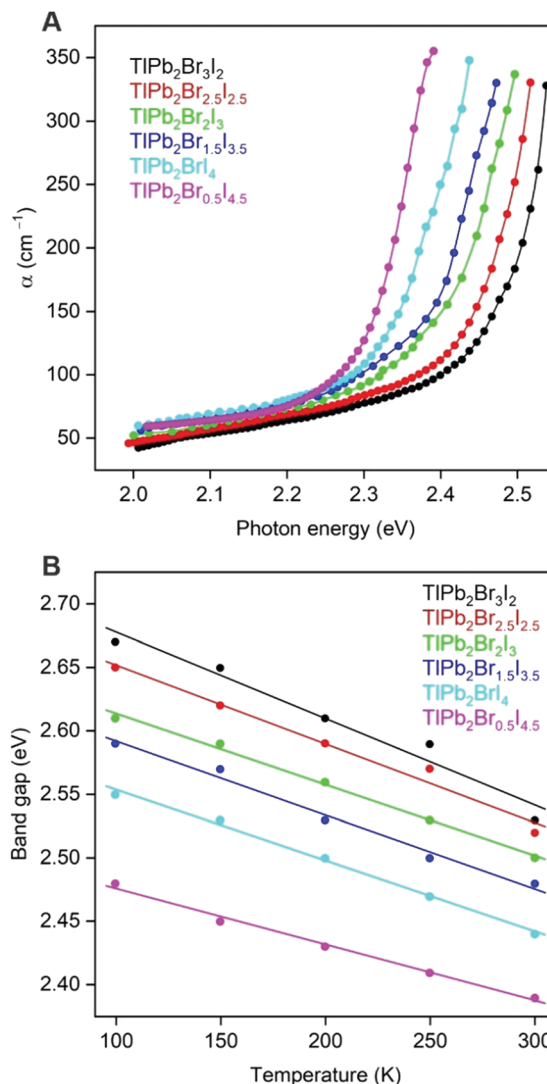 A
350
300
250
200
150
100
50
α (cm⁻¹)
TlPb₂Br₃I₂
TlPb₂Br₂.₅I₂.₅
TlPb₂Br₂I₃
TlPb₂Br₁.₅I₃.₅
TlPb₂BrI₄
TlPb₂Br₀.₅I₄.₅
2.0 2.1 2.2 2.3 2.4 2.5
Photon energy (eV)
B
2.70
2.65
2.60
2.55
2.50
2.45
2.40
Band gap (eV)
TlPb₂Br₃I₂
TlPb₂Br₂.₅I₂.₅
TlPb₂Br₂I₃
TlPb₂Br₁.₅I₃.₅
TlPb₂BrI₄
TlPb₂Br₀.₅I₄.₅
100 150 200 250 300
Temperature (K)